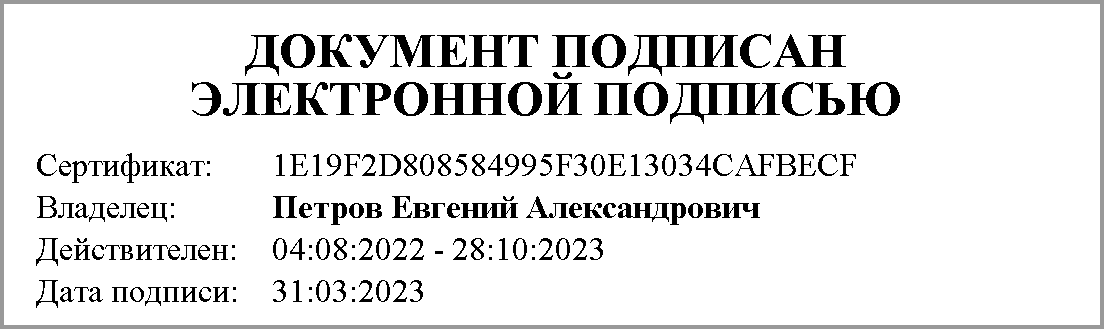 ДОКУМЕНТ ПОДПИСАН
ЭЛЕКТРОННОЙ ПОДПИСЬЮ
Сертификат: 1E19F2D808584995F30E13034CAFBECF
Владелец: Петров Евгений Александрович
Действителен: 04:08:2022 - 28:10:2023
Дата подписи: 31:03:2023